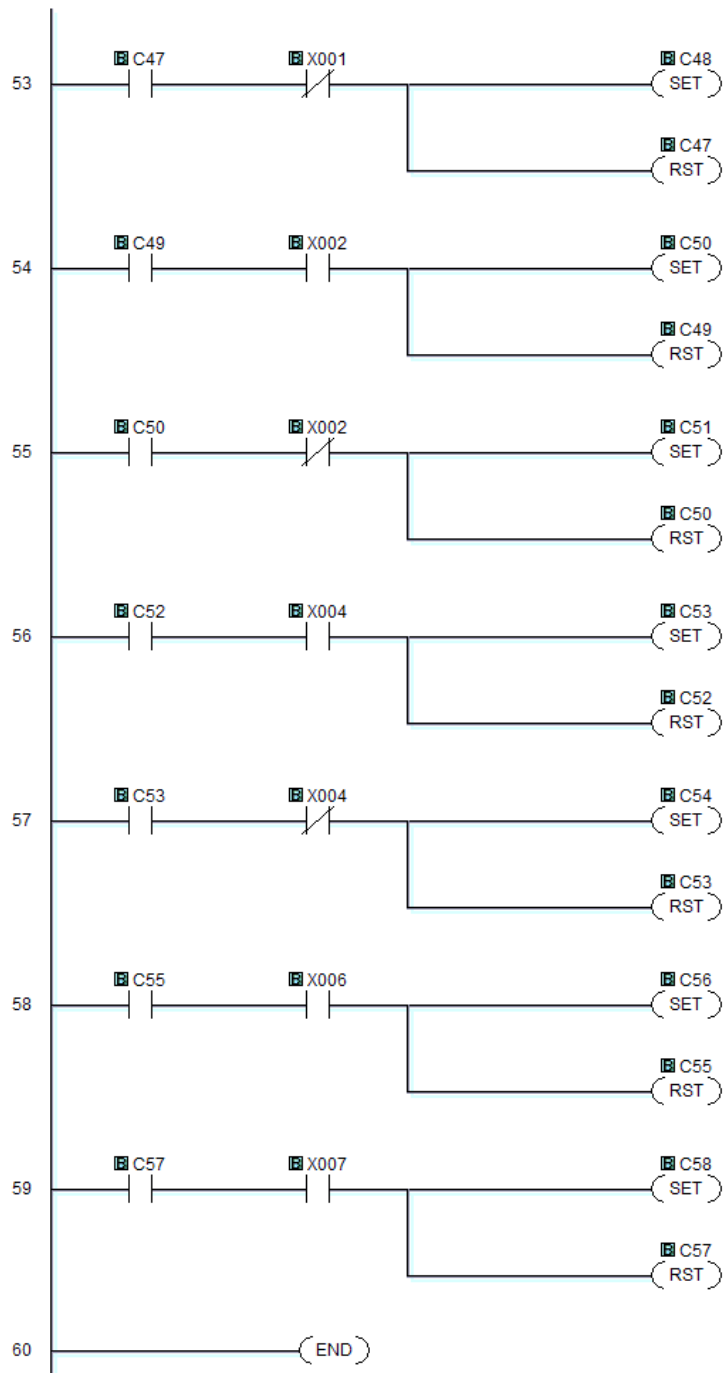 B C47 B X001 B C48
53 SET
B C47
RST
B C49 B X002 B C50
54 SET
B C49
RST
B C50 B X002 B C51
55 SET
B C50
RST
B C52 B X004 B C53
56 SET
B C52
RST
B C53 B X004 B C54
57 SET
B C53
RST
B C55 B X006 B C56
58 SET
B C55
RST
B C57 B X007 B C58
59 SET
B C57
RST
60 END